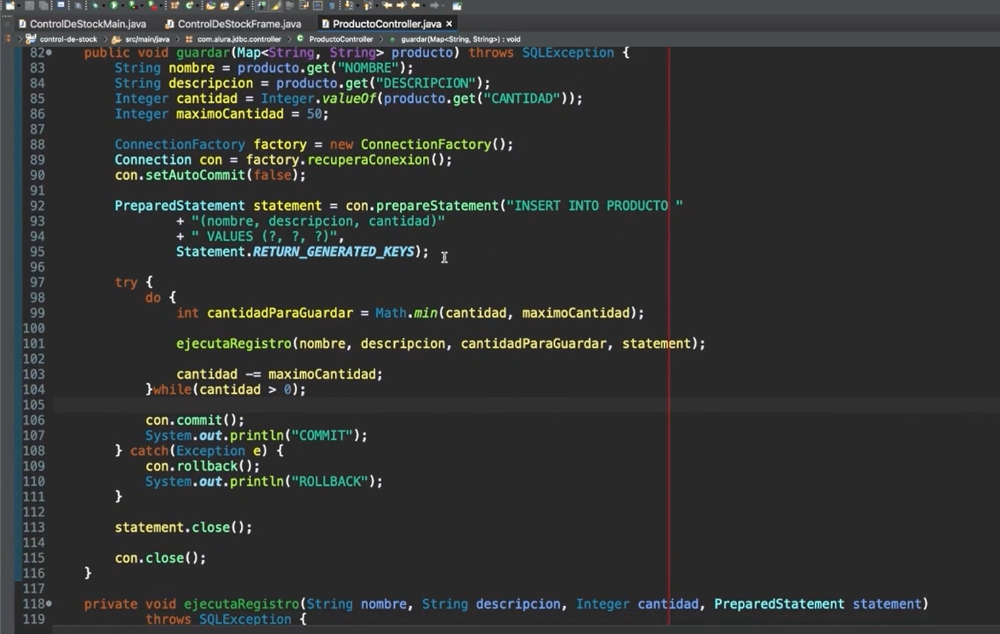 ControlDeStockMain.java ControlDeStockFrame.java ProductoController.java ×
control-de-stock src/main/java com.alura.jdbc.controller ProductoController guardar(Map<String, String>) : void
82 public void guardar(Map<String, String> producto) throws SQLException {
83 String nombre = producto.get("NOMBRE");
84 String descripcion = producto.get("DESCRIPCION");
85 Integer cantidad = Integer.valueOf(producto.get("CANTIDAD"));
86 Integer maximoCantidad = 50;
87
88 ConnectionFactory factory = new ConnectionFactory();
89 Connection con = factory.recuperaConexion();
90 con.setAutoCommit(false);
91
92 PreparedStatement statement = con.prepareStatement("INSERT INTO PRODUCTO "
93 + "(nombre, descripcion, cantidad)"
94 + " VALUES (?, ?, ?)",
95 Statement.RETURN_GENERATED_KEYS);
96
97 try {
98 do {
99 int cantidadParaGuardar = Math.min(cantidad, maximoCantidad);
100
101 ejecutaRegistro(nombre, descripcion, cantidadParaGuardar, statement);
102
103 cantidad -= maximoCantidad;
104 }while(cantidad > 0);
105
106 con.commit();
107 System.out.println("COMMIT");
108 } catch(Exception e) {
109 con.rollback();
110 System.out.println("ROLLBACK");
111 }
112
113 statement.close();
114
115 con.close();
116 }
117
118 private void ejecutaRegistro(String nombre, String descripcion, Integer cantidad, PreparedStatement statement)
119 throws SQLException {